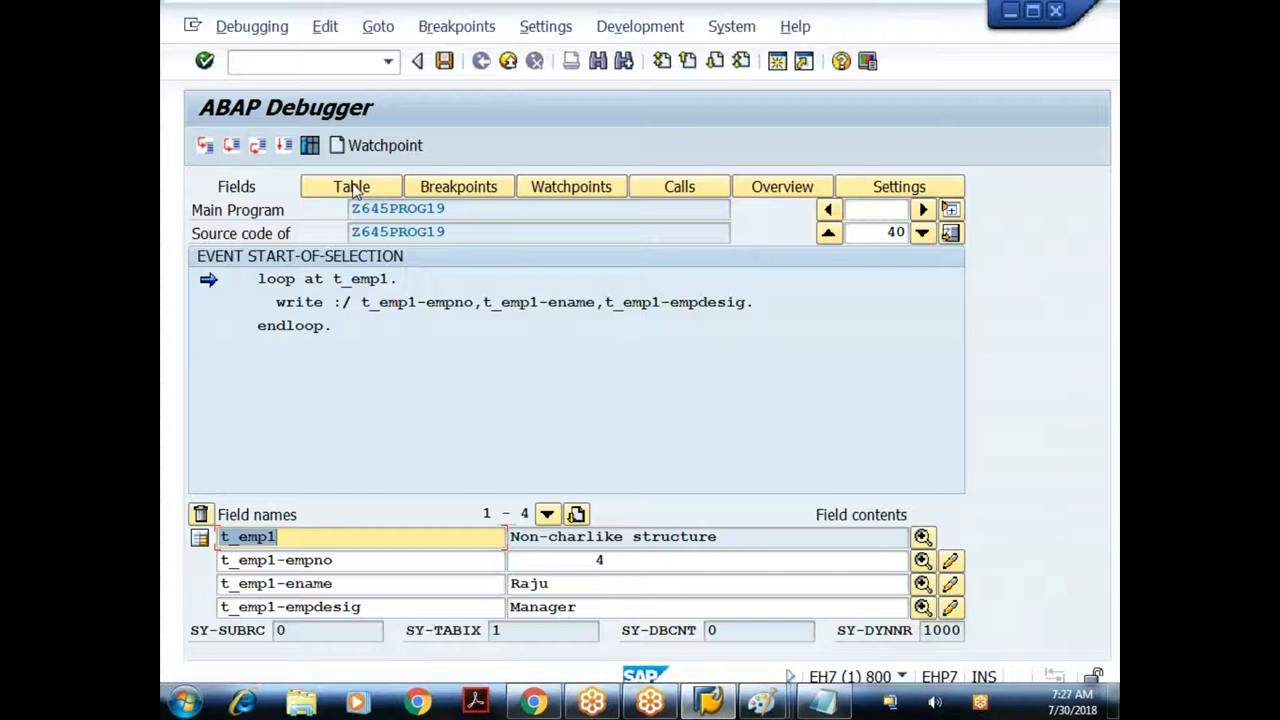 Debugging Edit Goto Breakpoints Settings Development System Help
ABAP Debugger
Watchpoint
Fields Table Breakpoints Watchpoints Calls Overview Settings
Main Program Z645PROG19
Source code of Z645PROG19 40
EVENT START-OF-SELECTION
loop at t_emp1.
write :/ t_emp1-empno,t_emp1-ename,t_emp1-empdesig.
endloop.
Field names 1 - 4 Field contents
t_emp1 Non-charlike structure
t_emp1-empno 4
t_emp1-ename Raju
t_emp1-empdesig Manager
SY-SUBRC 0 SY-TABIX 1 SY-DBCNT 0 SY-DYNNR 1000
SAP EH7 (1) 800 EHP7 INS
7:27 AM
7/30/2018